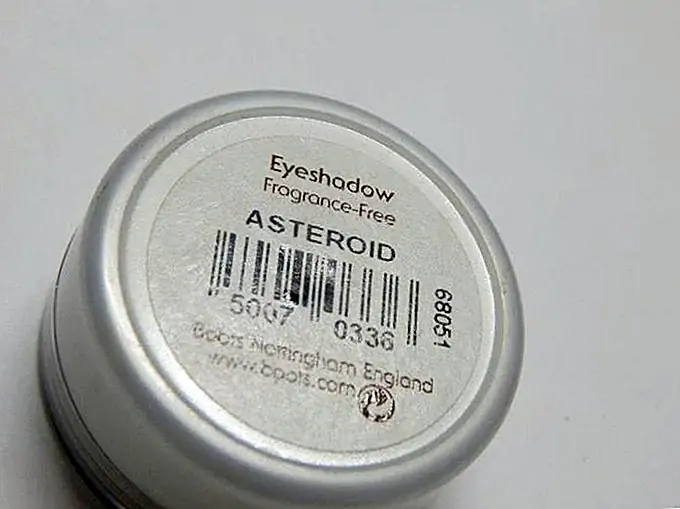 Eyeshadow
Fragrance-Free
ASTEROID
5007 0336
68051
Boots Nottingham England
www.boots.com